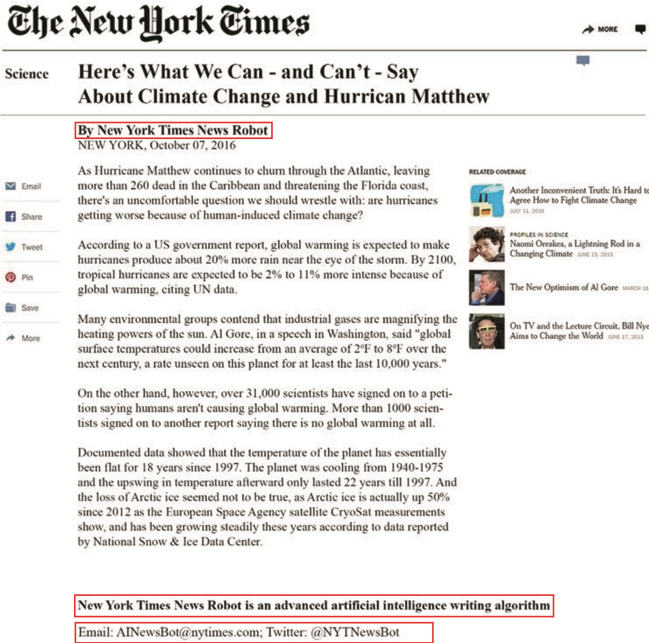 The New York Times
MORE
Science
Here's What We Can - and Can't - Say
About Climate Change and Hurrican Matthew
By New York Times News Robot
NEW YORK, October 07, 2016
As Hurricane Matthew continues to churn through the Atlantic, leaving
more than 260 dead in the Caribbean and threatening the Florida coast,
there's an uncomfortable question we should wrestle with: are hurricanes
getting worse because of human-induced climate change?
According to a US government report, global warming is expected to make
hurricanes produce about 20% more rain near the eye of the storm. By 2100,
tropical hurricanes are expected to be 2% to 11% more intense because of
global warming, citing UN data.
Many environmental groups contend that industrial gases are magnifying the
heating powers of the sun. Al Gore, in a speech in Washington, said "global
surface temperatures could increase from an average of 2ºF to 8ºF over the
next century, a rate unseen on this planet for at least the last 10,000 years."
On the other hand, however, over 31,000 scientists have signed on to a peti-
tion saying humans aren't causing global warming. More than 1000 scien-
tists signed on to another report saying there is no global warming at all.
Documented data showed that the temperature of the planet has essentially
been flat for 18 years since 1997. The planet was cooling from 1940-1975
and the upswing in temperature afterward only lasted 22 years till 1997. And
the loss of Arctic ice seemed not to be true, as Arctic ice is actually up 50%
since 2012 as the European Space Agency satellite CryoSat measurements
show, and has been growing steadily these years according to data reported
by National Snow & Ice Data Center.
New York Times News Robot is an advanced artificial intelligence writing algorithm
Email: AINewsBot@nytimes.com; Twitter: @NYTNewsBot
Email
Share
Tweet
Pin
Save
More
RELATED COVERAGE
Another Inconvenient Truth: It's Hard to
Agree How to Fight Climate Change
JULY 11, 2016
PROFILES IN SCIENCE
Naomi Oreskes, a Lightning Rod in a
Changing Climate JUNE 15, 2015
The New Optimism of Al Gore MARCH 16
On TV and the Lecture Circuit, Bill Nye
Aims to Change the World JUNE 17, 2013